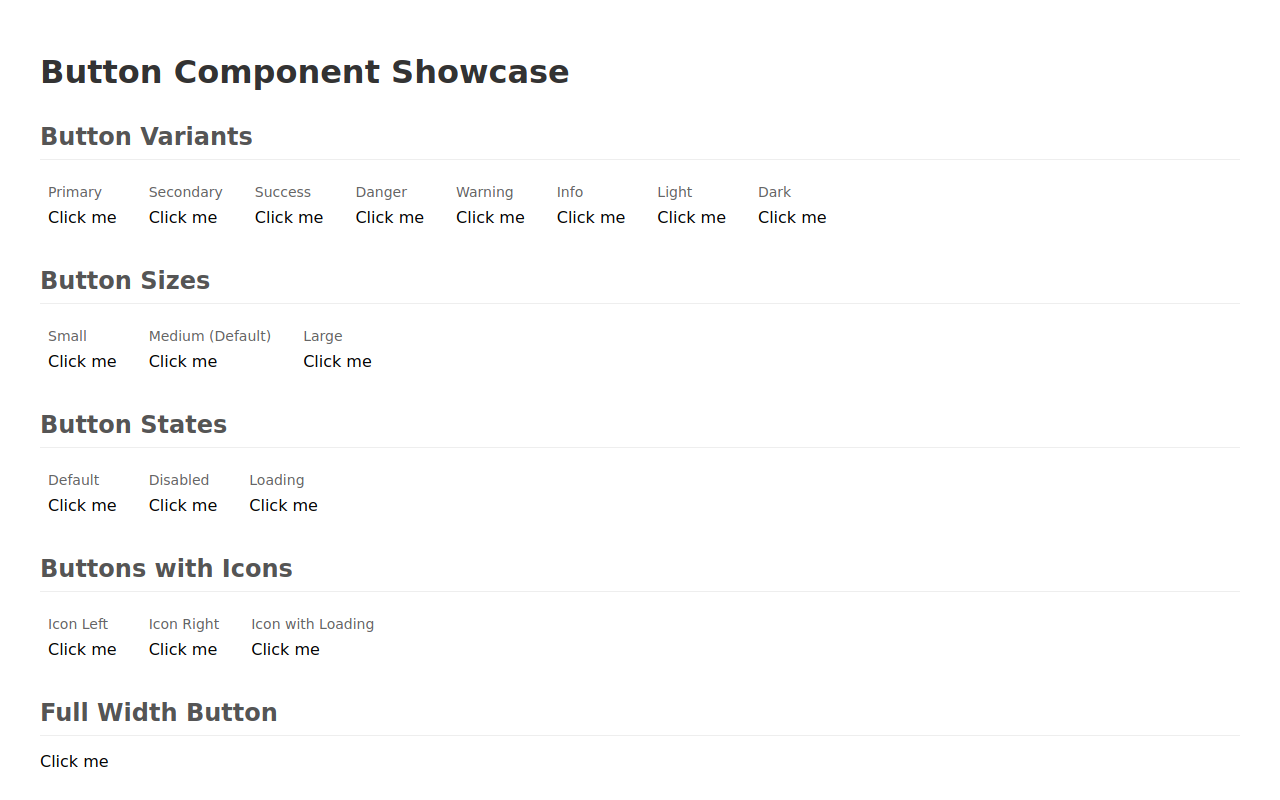 Button Component Showcase
Button Variants
Primary Secondary Success Danger Warning Info Light Dark
Click me Click me Click me Click me Click me Click me Click me Click me
Button Sizes
Small Medium (Default) Large
Click me Click me Click me
Button States
Default Disabled Loading
Click me Click me Click me
Buttons with Icons
Icon Left Icon Right Icon with Loading
Click me Click me Click me
Full Width Button
Click me